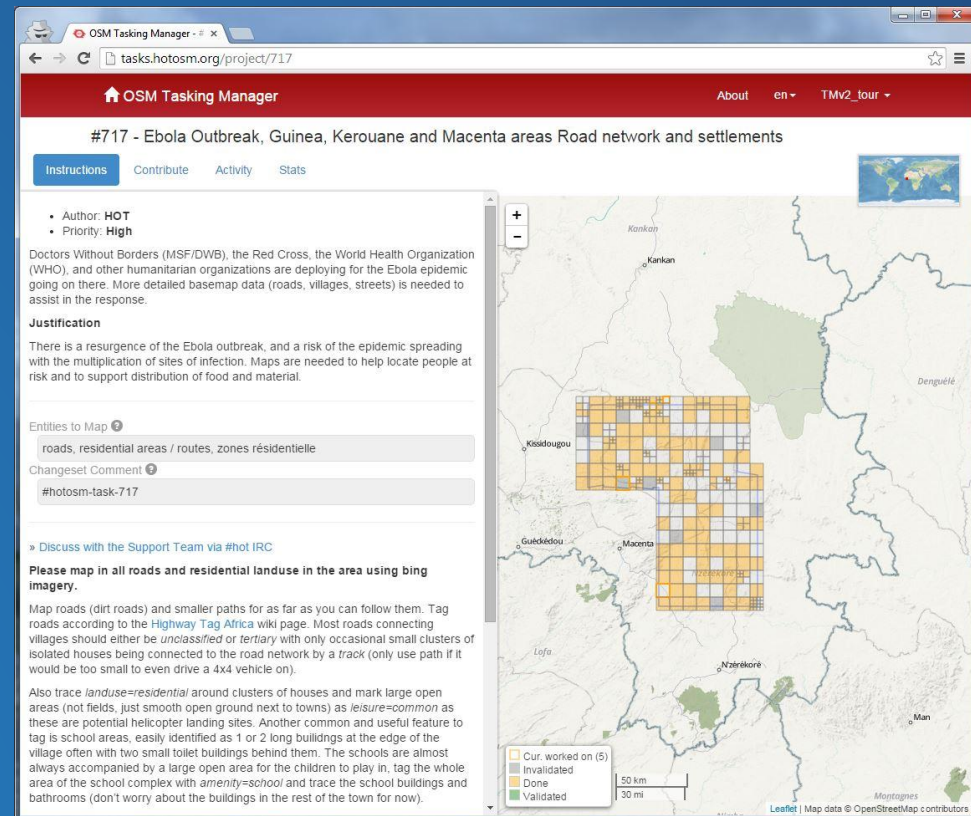 OSM Tasking Manager - #
tasks.hotosm.org/project/717
OSM Tasking Manager
About en TMv2_tour
#717 - Ebola Outbreak, Guinea, Kerouane and Macenta areas Road network and settlements
Instructions Contribute Activity Stats
• Author: HOT
• Priority: High
Doctors Without Borders (MSF/DWB), the Red Cross, the World Health Organization
(WHO), and other humanitarian organizations are deploying for the Ebola epidemic
going on there. More detailed basemap data (roads, villages, streets) is needed to
assist in the response.
Justification
There is a resurgence of the Ebola outbreak, and a risk of the epidemic spreading
with the multiplication of sites of infection. Maps are needed to help locate people at
risk and to support distribution of food and material.
Entities to Map ?
roads, residential areas / routes, zones résidentielle
Changeset Comment ?
#hotosm-task-717
» Discuss with the Support Team via #hot IRC
Please map in all roads and residential landuse in the area using bing
imagery.
Map roads (dirt roads) and smaller paths for as far as you can follow them. Tag
roads according to the Highway Tag Africa wiki page. Most roads connecting
villages should either be unclassified or tertiary with only occasional small clusters of
isolated houses being connected to the road network by a track (only use path if it
would be too small to even drive a 4x4 vehicle on).
Also trace landuse=residential around clusters of houses and mark large open
areas (not fields, just smooth open ground next to towns) as leisure=common as
these are potential helicopter landing sites. Another common and useful feature to
tag is school areas, easily identified as 1 or 2 long builidngs at the edge of the
village often with two small toilet buildings behind them. The schools are almost
always accompanied by a large open area for the children to play in, tag the whole
area of the school complex with amenity=school and trace the school buildings and
bathrooms (don't worry about the buildings in the rest of the town for now).
+
-
Kankan
Kankan
Denguélé
Kissidougou
Guéckédou
Macenta
Nzérékoré
Lofa
N'zérékoré
Man
Montagnes
Cur. worked on (5)
Invalidated
Done
Validated
50 km
30 mi
Leaflet | Map data © OpenStreetMap contributors